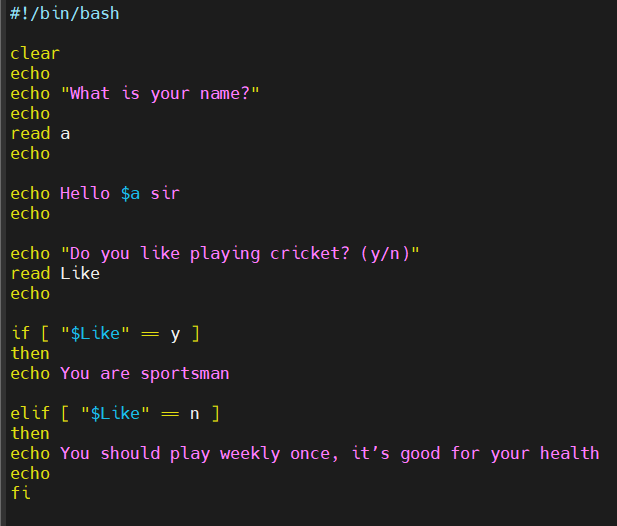 #!/bin/bash
clear
echo
echo "What is your name?"
echo
read a
echo
echo Hello $a sir
echo
echo "Do you like playing cricket? (y/n)"
read Like
echo
if [ "$Like" == y ]
then
echo You are sportsman
elif [ "$Like" == n ]
then
echo You should play weekly once, it’s good for your health
echo
fi